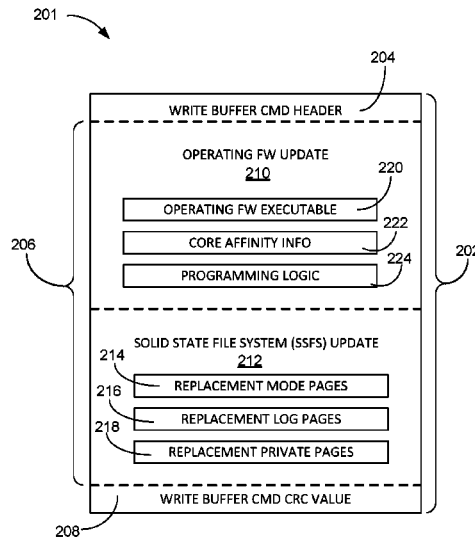 201
204
WRITE BUFFER CMD HEADER
OPERATING FW UPDATE
210
220
OPERATING FW EXECUTABLE
222
206
CORE AFFINITY INFO
202
224
PROGRAMMING LOGIC
SOLID STATE FILE SYSTEM (SSFS) UPDATE
214
212
REPLACEMENT MODE PAGES
216
REPLACEMENT LOG PAGES
218
REPLACEMENT PRIVATE PAGES
WRITE BUFFER CMD CRC VALUE
208